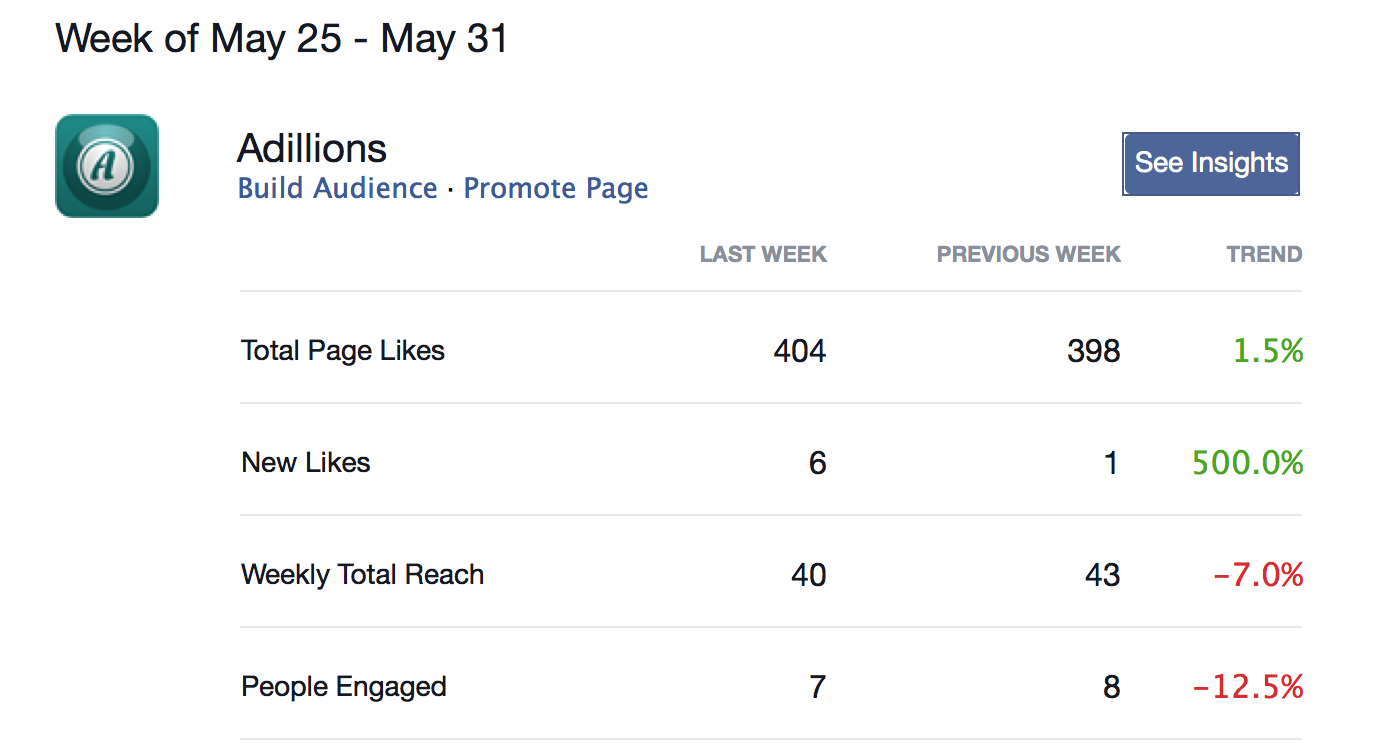 Week of May 25 - May 31
A
Adillions
See Insights
Build Audience · Promote Page
LAST WEEK PREVIOUS WEEK TREND
Total Page Likes 404 398 1.5%
New Likes 6 1 500.0%
Weekly Total Reach 40 43 −7.0%
People Engaged 7 8 −12.5%